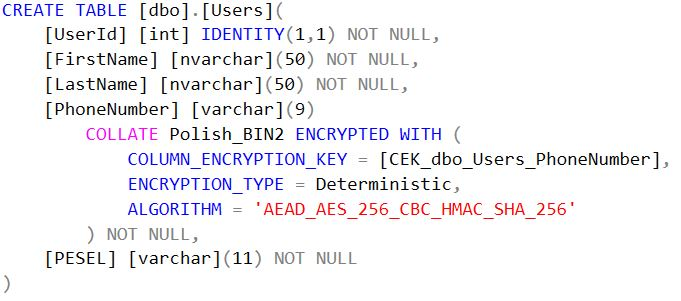 CREATE TABLE [dbo].[Users](
    [UserId] [int] IDENTITY(1,1) NOT NULL,
    [FirstName] [nvarchar](50) NOT NULL,
    [LastName] [nvarchar](50) NOT NULL,
    [PhoneNumber] [varchar](9)
        COLLATE Polish_BIN2 ENCRYPTED WITH (
            COLUMN_ENCRYPTION_KEY = [CEK_dbo_Users_PhoneNumber],
            ENCRYPTION_TYPE = Deterministic,
            ALGORITHM = 'AEAD_AES_256_CBC_HMAC_SHA_256'
        ) NOT NULL,
    [PESEL] [varchar](11) NOT NULL
)